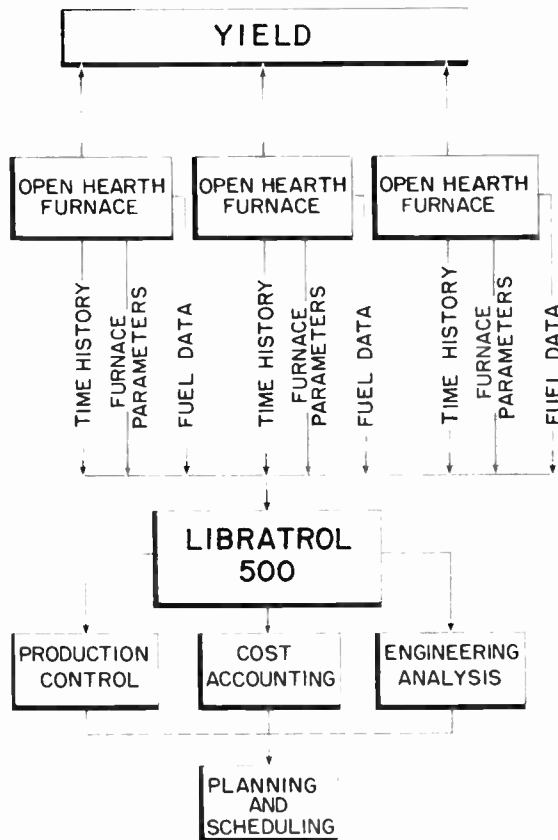 YIELD
OPEN HEARTH
FURNACE
OPEN HEARTH
FURNACE
OPEN HEARTH
FURNACE
TIME HISTORY
FURNACE
PARAMETERS
FUEL DATA
TIME HISTORY
FURNACE
PARAMETERS
FUEL DATA
TIME HISTORY
FURNACE
PARAMETERS
FUEL DATA
LIBRATROL
500
PRODUCTION
CONTROL
COST
ACCOUNTING
ENGINEERING
ANALYSIS
PLANNING
AND
SCHEDULING